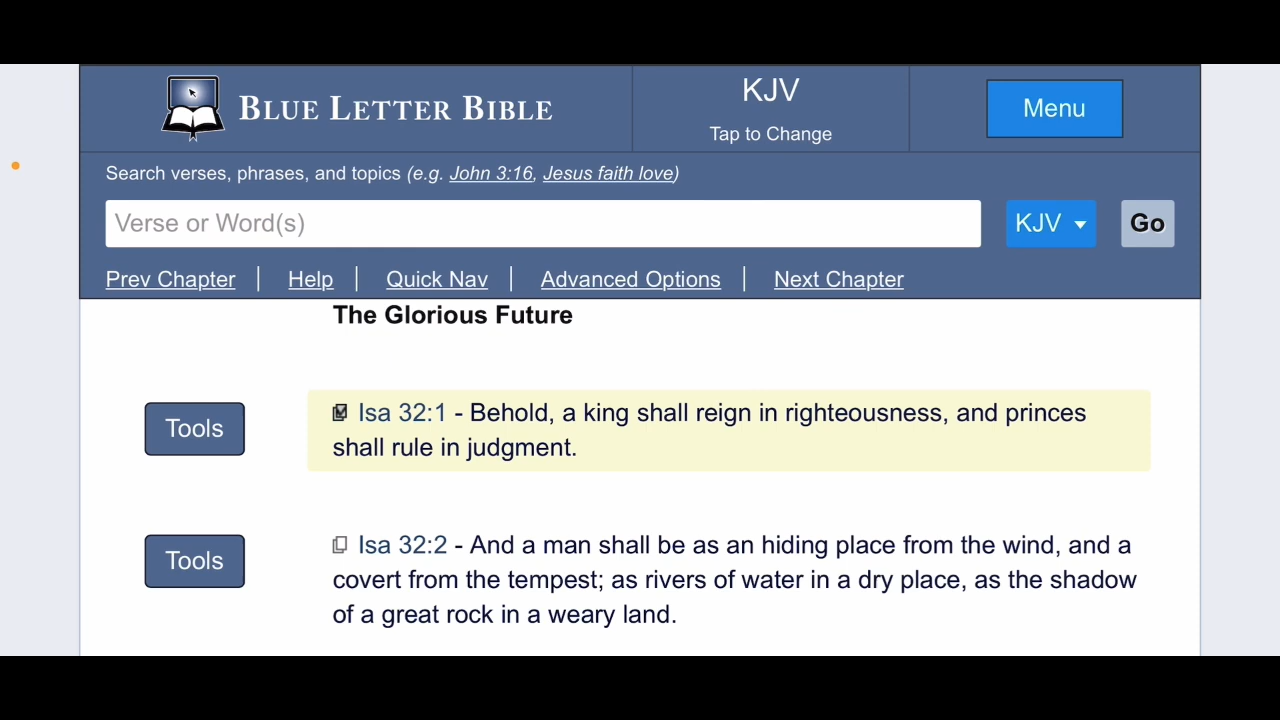 BLUE LETTER BIBLE
KJV
Tap to Change
Menu
Search verses, phrases, and topics (e.g. John 3:16, Jesus faith love)
Verse or Word(s)
KJV
Go
Prev Chapter | Help | Quick Nav | Advanced Options | Next Chapter
The Glorious Future
Tools
Isa 32:1 - Behold, a king shall reign in righteousness, and princes
shall rule in judgment.
Tools
Isa 32:2 - And a man shall be as an hiding place from the wind, and a
covert from the tempest; as rivers of water in a dry place, as the shadow
of a great rock in a weary land.